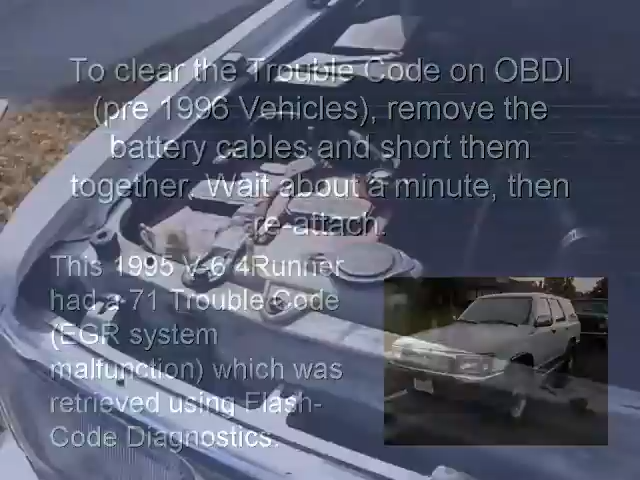 To clear the Trouble Code on OBDI
(pre 1996 Vehicles), remove the
battery cables and short them
together. Wait about a minute, then
re-attach.
This 1995 V-6 4Runner
had a 71 Trouble Code
(EGR system
malfunction) which was
retrieved using Flash-
Code Diagnostics.